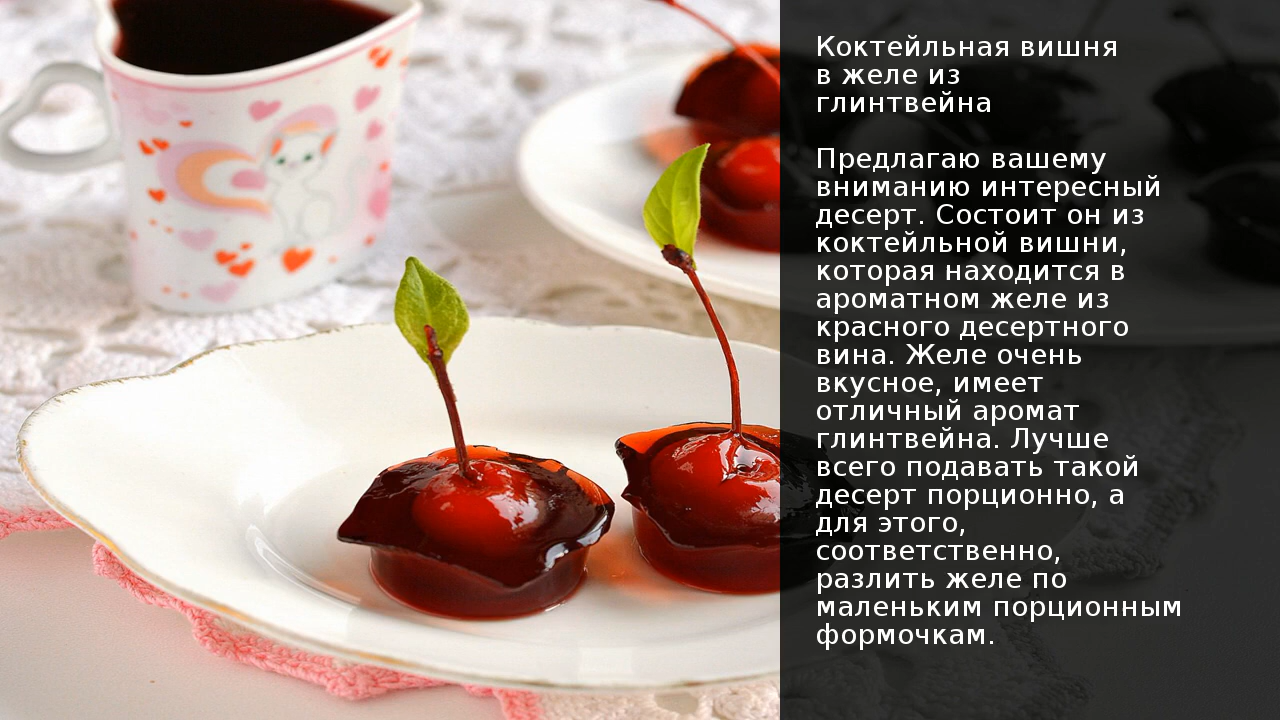 Коктейльная вишня
в желе из
глинтвейна
Предлагаю вашему
вниманию интересный
десерт. Состоит он из
коктейльной вишни,
которая находится в
ароматном желе из
красного десертного
вина. Желе очень
вкусное, имеет
отличный аромат
глинтвейна. Лучше
всего подавать такой
десерт порционно, а
для этого,
соответственно,
разлить желе по
маленьким порционным
формочкам.